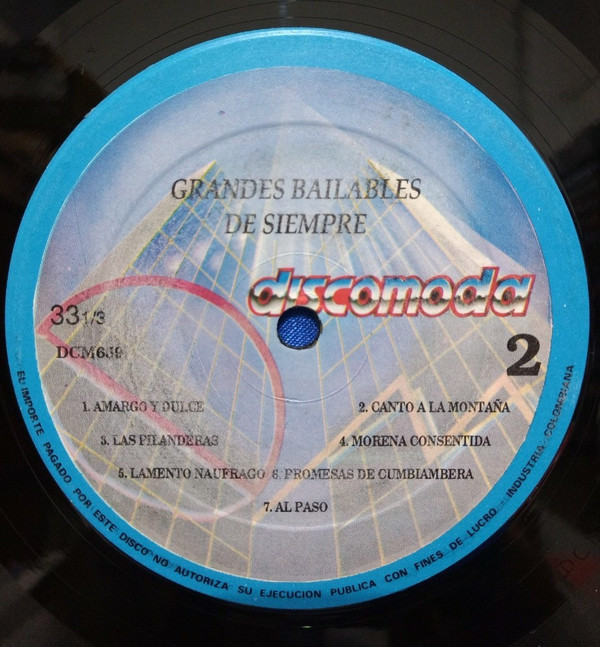 GRANDES BAILABLES
DE SIEMPRE
discomoda
33 1/3
2
1. AMARGO Y DULCE 2. CANTO A LA MONTAÑA
3. LAS PILANDERAS 4. MORENA CONSENTIDA
5. LAMENTO NAUFRAGO 6. PROMESAS DE CUMBIAMBERA
7. AL PASO
EL IMPORTE PAGADO POR ESTE DISCO NO AUTORIZA SU EJECUCION PUBLICA CON FINES DE LUCRO - INDUSTRIA COLOMBIANA